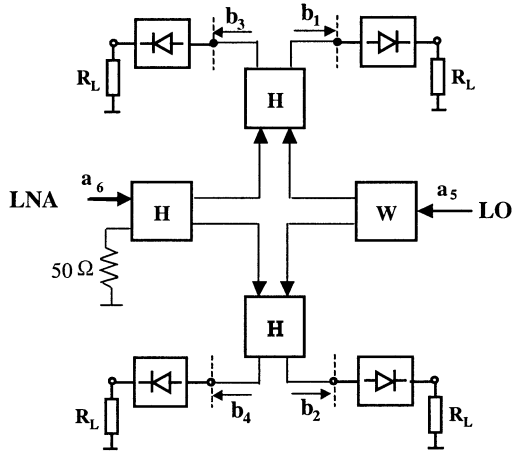 b3 b1
RL H RL
a6 a5
LNA H W LO
50 Ω
H
RL b4 b2 RL